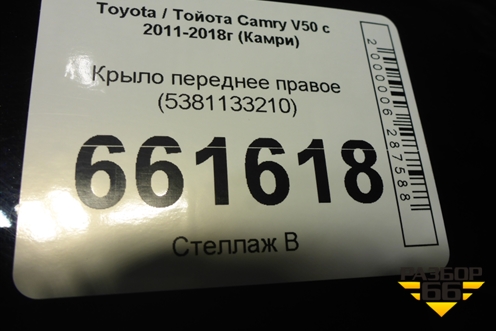 Toyota / Тойота Camry V50 с
2011-2018г (Камри)
Крыло переднее правое
(5381133210)
661618
Стеллаж В
2000006287588
РАЗБОР
66